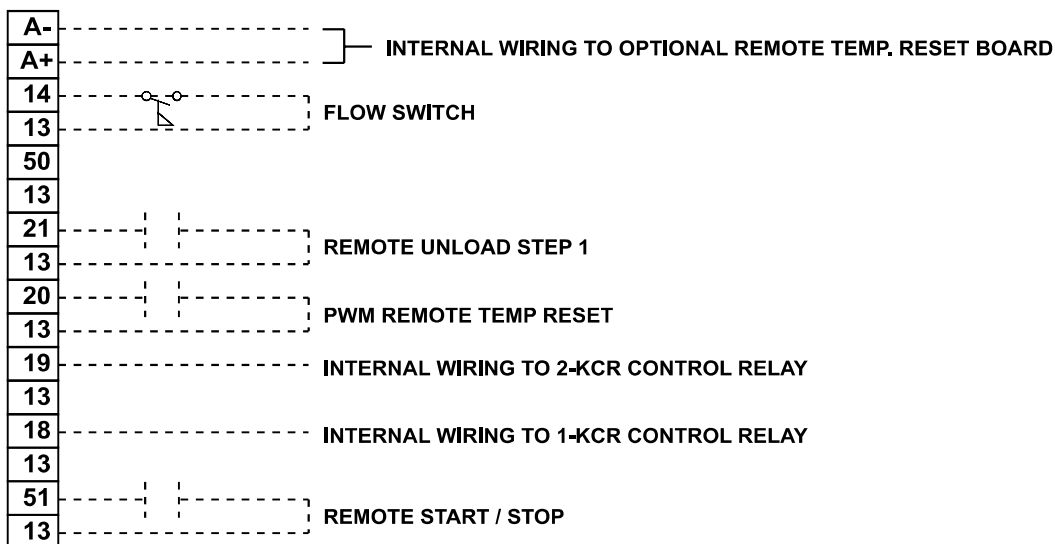 A-
INTERNAL WIRING TO OPTIONAL REMOTE TEMP. RESET BOARD
A+
14
FLOW SWITCH
13
50
13
21
REMOTE UNLOAD STEP 1
13
20
PWM REMOTE TEMP RESET
13
19 INTERNAL WIRING TO 2-KCR CONTROL RELAY
13
18 INTERNAL WIRING TO 1-KCR CONTROL RELAY
13
51
REMOTE START / STOP
13